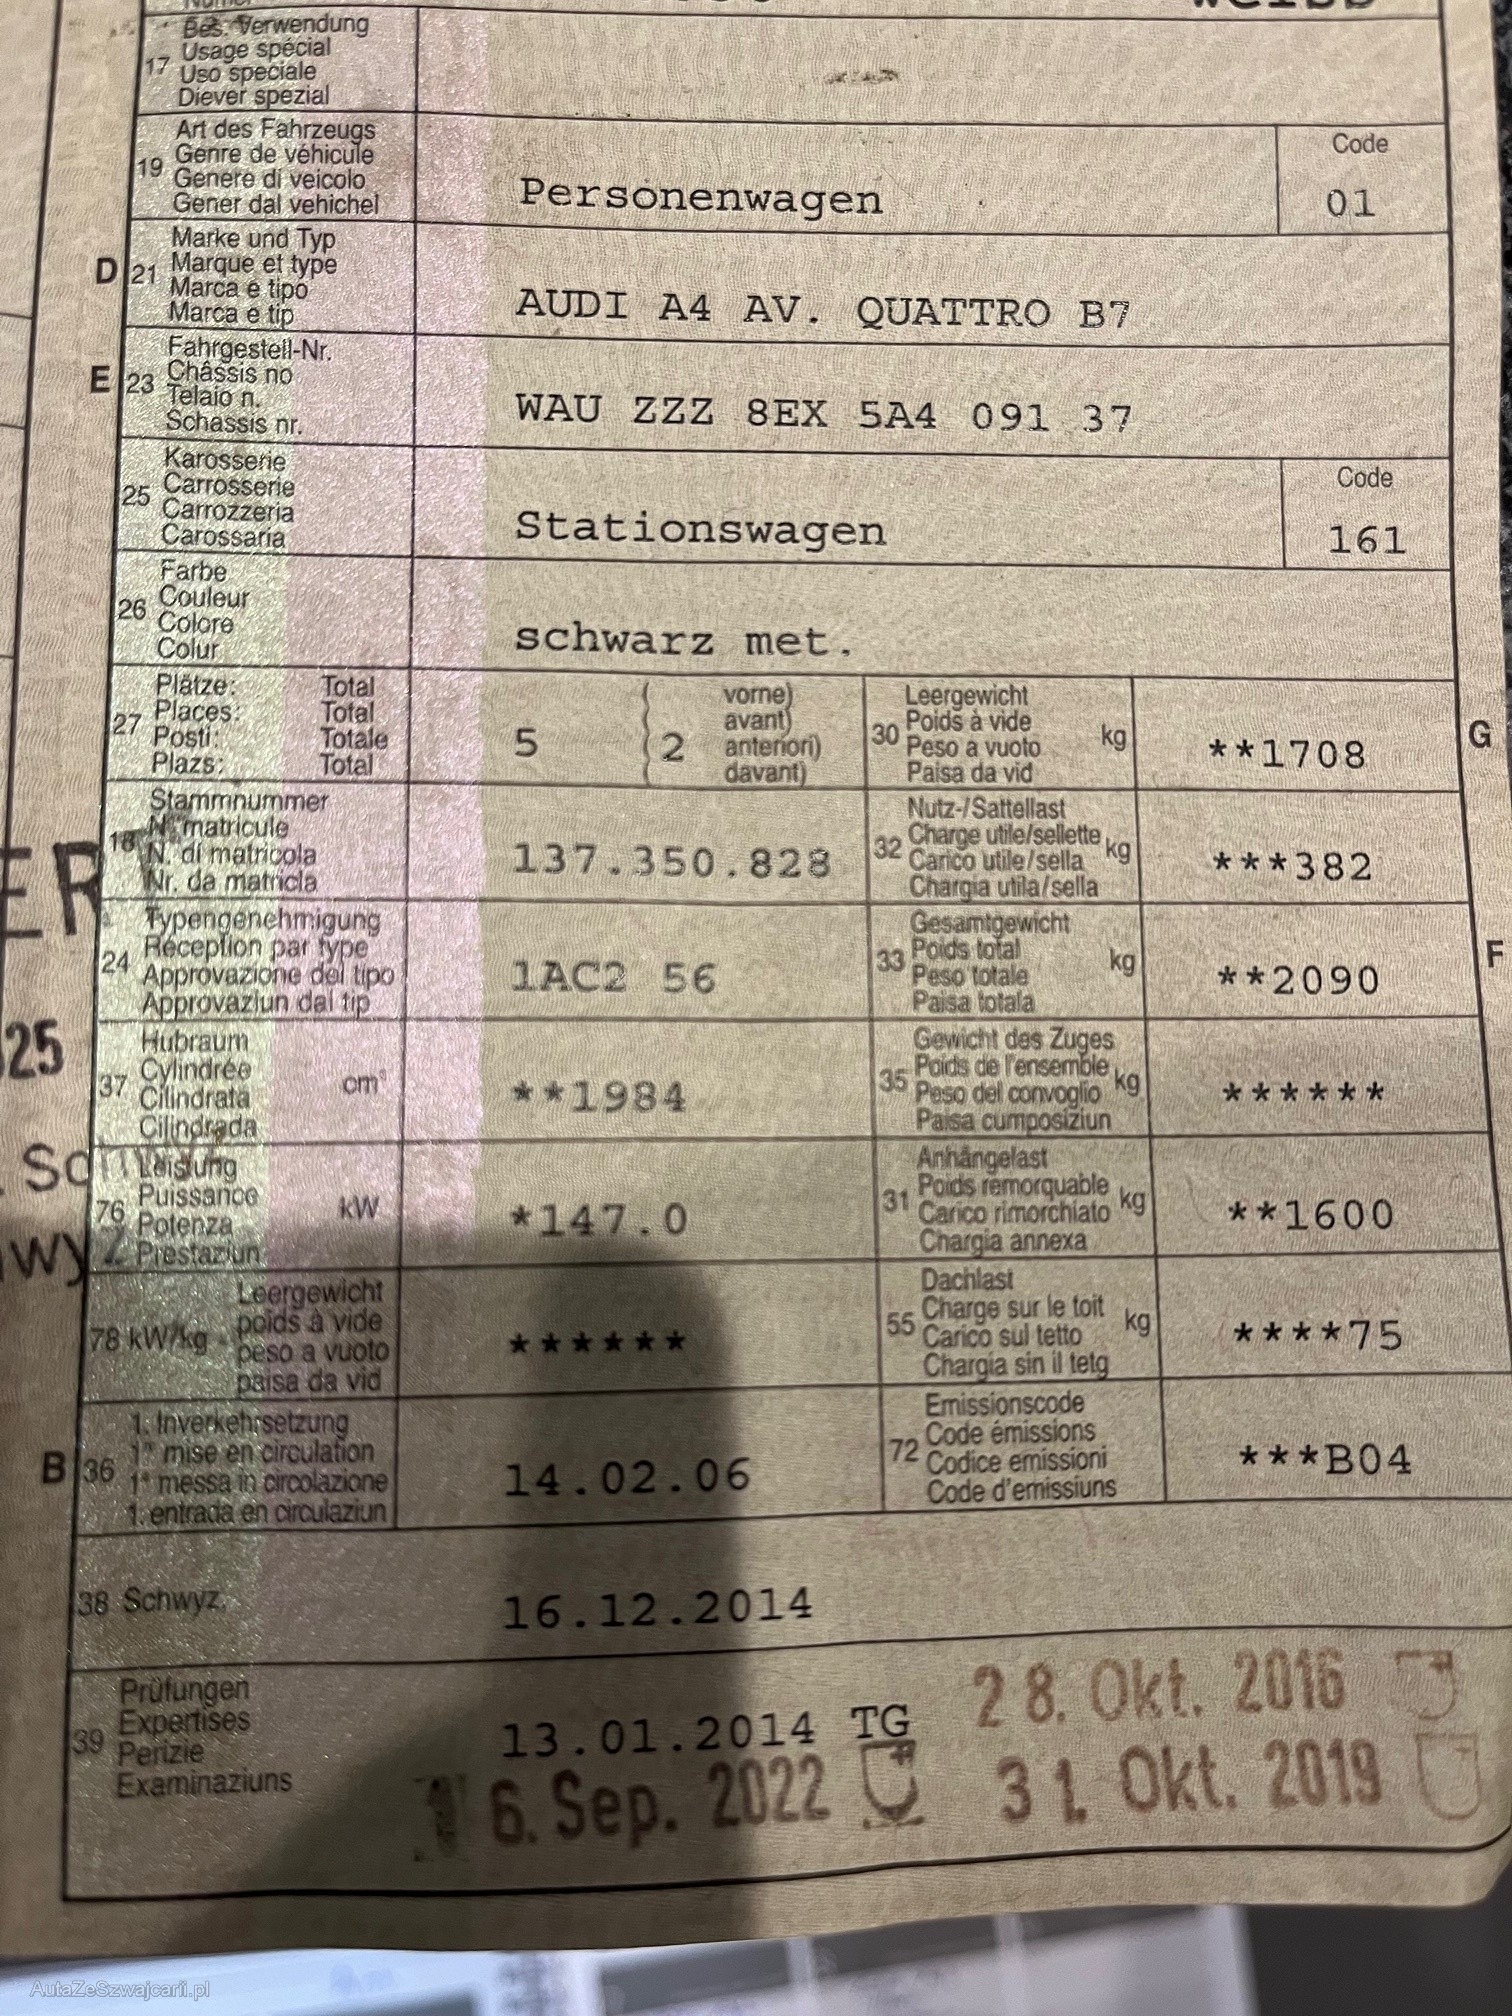 weiss
17 Bes. Verwendung
Usage spécial
Uso speciale
Diever spezial
19 Art des Fahrzeugs
Genre de véhicule
Genere di veicolo
Gener dal vehichel
Personenwagen
Code
01
D 21 Marke und Typ
Marque et type
Marca e tipo
Marca e tip
AUDI A4 AV. QUATTRO B7
E 23 Fahrgestell-Nr.
Châssis no
Telaio n.
Schassis nr.
WAU ZZZ 8EX 5A4 091 37
25 Karosserie
Carrosserie
Carrozzeria
Carossaria
Stationswagen
Code
161
26 Farbe
Couleur
Colore
Colur
schwarz met.
27 Plätze: Total
Places: Total
Posti: Totale
Plazs: Total
5 ( 2 vorne)
avant)
anteriori)
davant)
30 Leergewicht
Poids à vide
Peso a vuoto
Paisa da vid
kg
**1708
G
18 Stammnummer
N. matricule
N. di matricola
Nr. da matricla
137.350.828
32 Nutz-/Sattellast
Charge utile/sellette
Carico utile/sella
Chargia utila/sella
kg
***382
24 Typengenehmigung
Réception par type
Approvazione del tipo
Approvaziun dal tip
1AC2 56
33 Gesamtgewicht
Poids total
Peso totale
Paisa totala
kg
**2090
F
37 Hubraum
Cylindrée
Cilindrata
Cilindrada
cm³
**1984
35 Gewicht des Zuges
Poids de l'ensemble
Peso del convoglio
Paisa cumposiziun
kg
******
76 Leistung
Puissance
Potenza
Prestaziun
kW
*147.0
31 Anhängelast
Poids remorquable
Carico rimorchiato
Chargia annexa
kg
**1600
78 kW/kg Leergewicht
poids à vide
peso a vuoto
paisa da vid
******
55 Dachlast
Charge sur le toit
Carico sul tetto
Chargia sin il tetg
kg
****75
B 36 1. Inverkehrsetzung
1re mise en circulation
1a messa in circolazione
1. entrada en circulaziun
14.02.06
72 Emissionscode
Code émissions
Codice emissioni
Code d'emissiuns
***B04
38 Schwyz,
16.12.2014
39 Prüfungen
Expertises
Perizie
Examinaziuns
13.01.2014 TG
28. Okt. 2016
6. Sep. 2022
31. Okt. 2019
ER
25
AutaZeSzwajcarii.pl